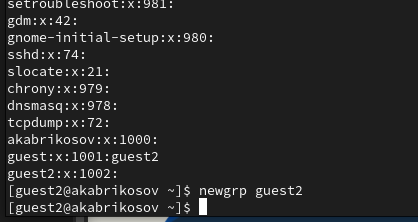 setroubleshoot:x:981:
gdm:x:42:
gnome-initial-setup:x:980:
sshd:x:74:
slocate:x:21:
chrony:x:979:
dnsmasq:x:978:
tcpdump:x:72:
akabrikosov:x:1000:
guest:x:1001:guest2
guest2:x:1002:
[guest2@akabrikosov ~]$ newgrp guest2
[guest2@akabrikosov ~]$